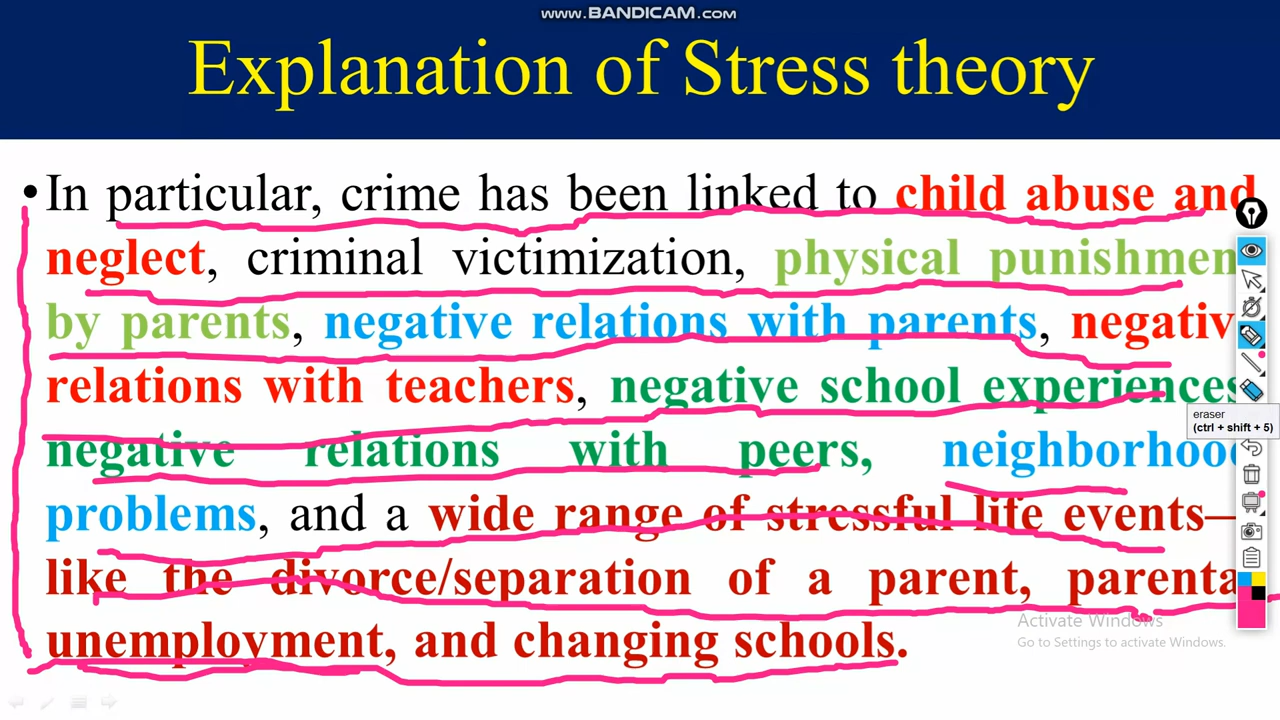 www.BANDICAM.com
Explanation of Stress theory
•In particular, crime has been linked to child abuse and
neglect, criminal victimization, physical punishmen
by parents, negative relations with parents, negativ
relations with teachers, negative school experiences
negative relations with peers, neighborhood
problems, and a wide range of stressful life events—
like the divorce/separation of a parent, parenta
unemployment, and changing schools.
eraser
(ctrl + shift + 5)
Activate Windows
Go to Settings to activate Windows.